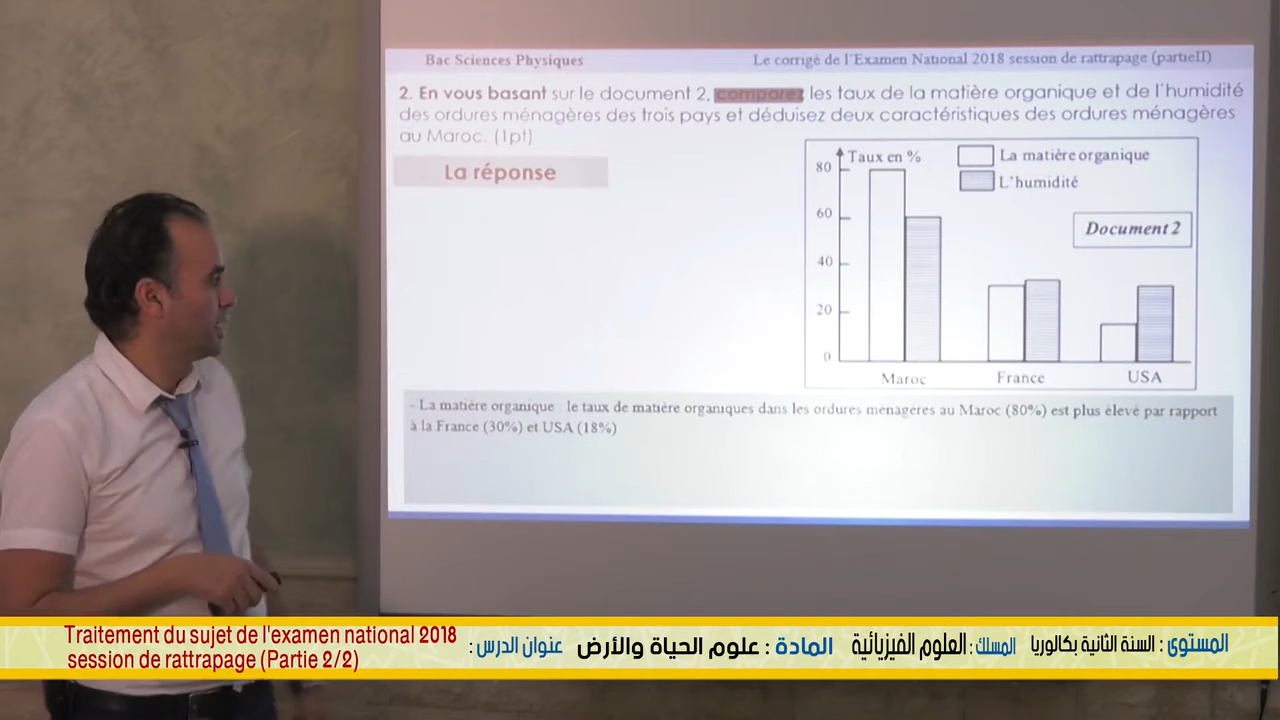 Bac Sciences Physiques
Le corrigé de l'Examen National 2018 session de rattrapage (partieII)
2. En vous basant sur le document 2, comparez les taux de la matière organique et de l'humidité
des ordures ménagères des trois pays et déduisez deux caractéristiques des ordures ménagères
au Maroc. (1pt)
La réponse
Taux en %
La matière organique
L'humidité
Document 2
80
60
40
20
0
Maroc
France
USA
- La matière organique : le taux de matière organiques dans les ordures ménagères au Maroc (80%) est plus élevé par rapport
à la France (30%) et USA (18%)
المستوى : السنة الثانية بكالوريا المسلك : العلوم الفيزيائية المادة : علوم الحياة والأرض عنوان الدرس :
Traitement du sujet de l'examen national 2018
session de rattrapage (Partie 2/2)